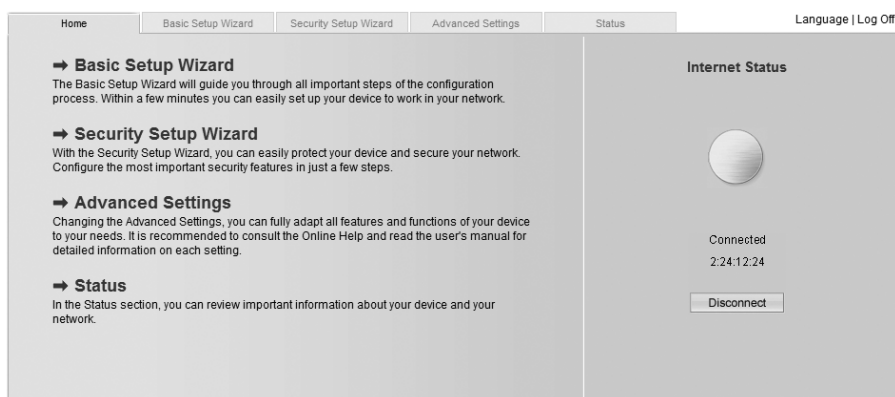 Home Basic Setup Wizard Security Setup Wizard Advanced Settings Status Language | Log Off
➡ Basic Setup Wizard
The Basic Setup Wizard will guide you through all important steps of the configuration
process. Within a few minutes you can easily set up your device to work in your network.
➡ Security Setup Wizard
With the Security Setup Wizard, you can easily protect your device and secure your network.
Configure the most important security features in just a few steps.
➡ Advanced Settings
Changing the Advanced Settings, you can fully adapt all features and functions of your device
to your needs. It is recommended to consult the Online Help and read the user's manual for
detailed information on each setting.
➡ Status
In the Status section, you can review important information about your device and your
network.
Internet Status
Connected
2:24:12:24
Disconnect